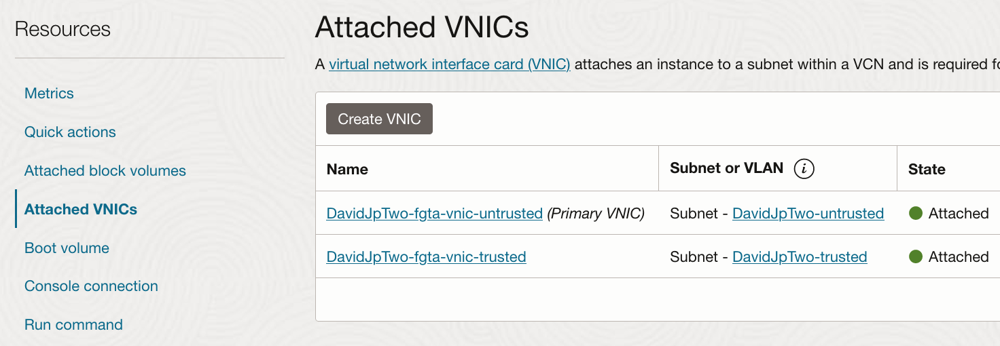 Resources
Metrics
Quick actions
Attached block volumes
Attached VNICs
Boot volume
Console connection
Run command
Attached VNICs
A virtual network interface card (VNIC) attaches an instance to a subnet within a VCN and is required
Create VNIC
Name Subnet or VLAN i State
DavidJpTwo-fgta-vnic-untrusted (Primary VNIC) Subnet - DavidJpTwo-untrusted Attached
DavidJpTwo-fgta-vnic-trusted Subnet - DavidJpTwo-trusted Attached